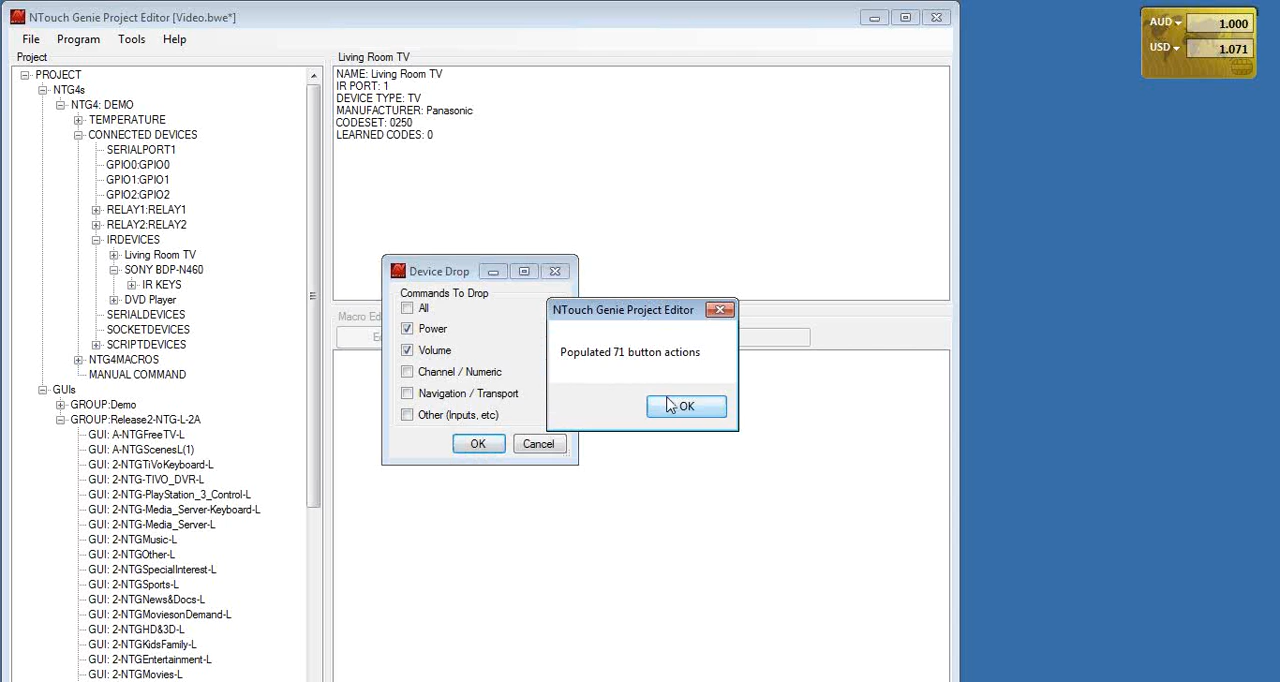 NTouch Genie Project Editor [Video.bwe*]
File Program Tools Help
Project
PROJECT
NTG4s
NTG4: DEMO
TEMPERATURE
CONNECTED DEVICES
SERIALPORT1
GPIO0:GPIO0
GPIO1:GPIO1
GPIO2:GPIO2
RELAY1:RELAY1
RELAY2:RELAY2
IRDEVICES
Living Room TV
SONY BDP-N460
IR KEYS
DVD Player
SERIALDEVICES
SOCKETDEVICES
SCRIPTDEVICES
NTG4MACROS
MANUAL COMMAND
GUIs
GROUP:Demo
GROUP:Release2-NTG-L-2A
GUI: A-NTGFreeTV-L
GUI: A-NTGScenesL(1)
GUI: 2-NTGTiVoKeyboard-L
GUI: 2-NTG-TIVO_DVR-L
GUI: 2-NTG-PlayStation_3_Control-L
GUI: 2-NTG-Media_Server-Keyboard-L
GUI: 2-NTG-Media_Server-L
GUI: 2-NTGMusic-L
GUI: 2-NTGOther-L
GUI: 2-NTGSpecialInterest-L
GUI: 2-NTGSports-L
GUI: 2-NTGNews&Docs-L
GUI: 2-NTGMoviesonDemand-L
GUI: 2-NTGHD&3D-L
GUI: 2-NTGKidsFamily-L
GUI: 2-NTGEntertainment-L
GUI: 2-NTGMovies-L
Living Room TV
NAME: Living Room TV
IR PORT: 1
DEVICE TYPE: TV
MANUFACTURER: Panasonic
CODESET: 0250
LEARNED CODES: 0
Macro Ed
E
Device Drop
Commands To Drop
All
Power
Volume
Channel / Numeric
Navigation / Transport
Other (Inputs, etc)
OK Cancel
NTouch Genie Project Editor
Populated 71 button actions
OK
AUD 1.000
USD 1.071